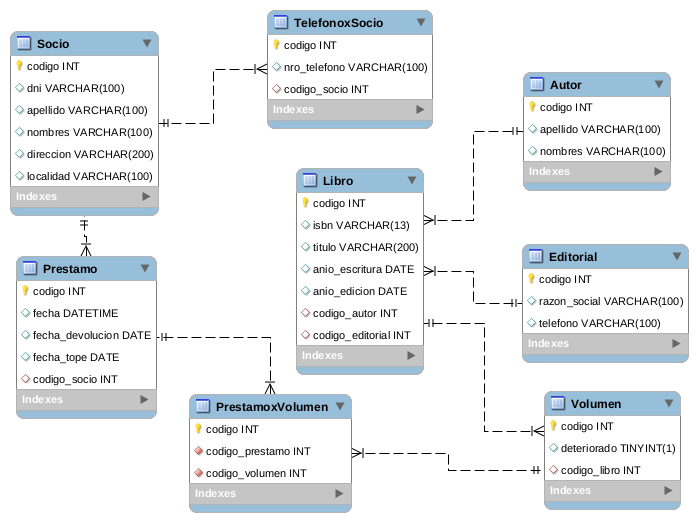 Socio
codigo INT
dni VARCHAR(100)
apellido VARCHAR(100)
nombres VARCHAR(100)
direccion VARCHAR(200)
localidad VARCHAR(100)
Indexes
TelefonoxSocio
codigo INT
nro_telefono VARCHAR(100)
codigo_socio INT
Indexes
Autor
codigo INT
apellido VARCHAR(100)
nombres VARCHAR(100)
Indexes
Libro
codigo INT
isbn VARCHAR(13)
titulo VARCHAR(200)
anio_escritura DATE
anio_edicion DATE
codigo_autor INT
codigo_editorial INT
Indexes
Editorial
codigo INT
razon_social VARCHAR(100)
telefono VARCHAR(100)
Indexes
Prestamo
codigo INT
fecha DATETIME
fecha_devolucion DATE
fecha_tope DATE
codigo_socio INT
Indexes
PrestamoxVolumen
codigo INT
codigo_prestamo INT
codigo_volumen INT
Indexes
Volumen
codigo INT
deteriorado TINYINT(1)
codigo_libro INT
Indexes